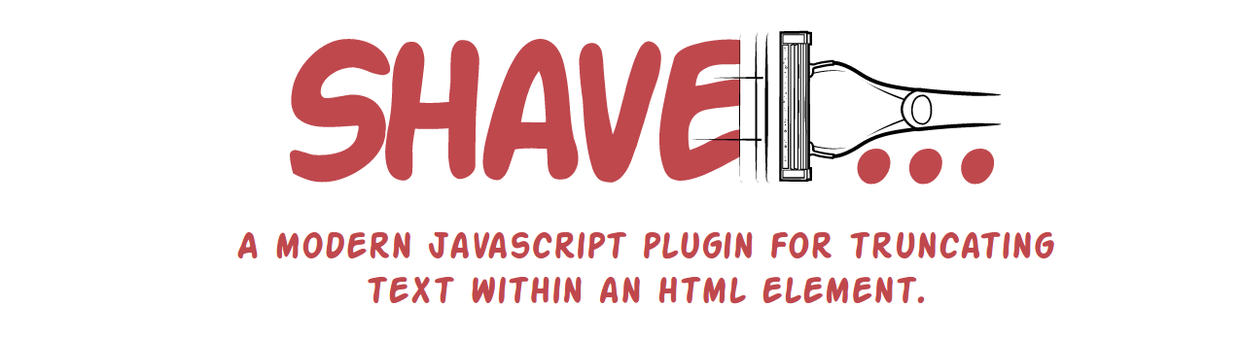 SHAVE...
A MODERN JAVASCRIPT PLUGIN FOR TRUNCATING
TEXT WITHIN AN HTML ELEMENT.